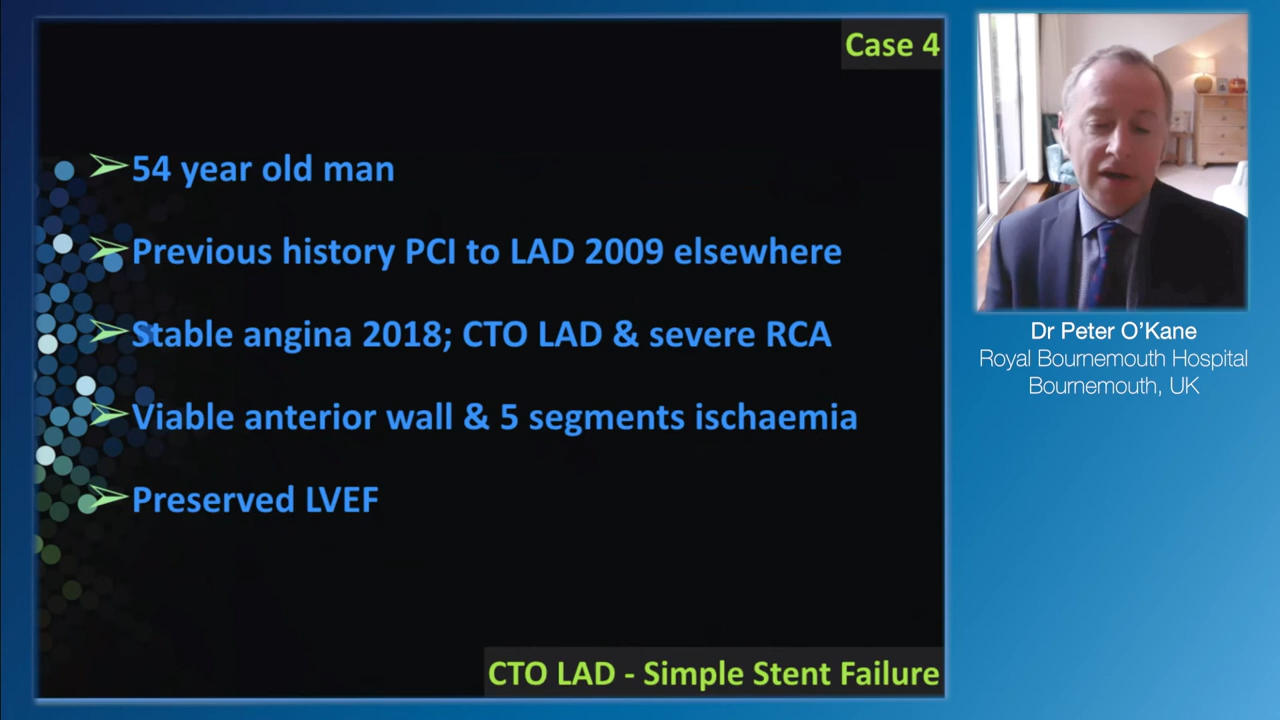 Case 4
54 year old man
Previous history PCI to LAD 2009 elsewhere
Stable angina 2018; CTO LAD & severe RCA
Viable anterior wall & 5 segments ischaemia
Preserved LVEF
CTO LAD - Simple Stent Failure
Dr Peter O’Kane
Royal Bournemouth Hospital
Bournemouth, UK